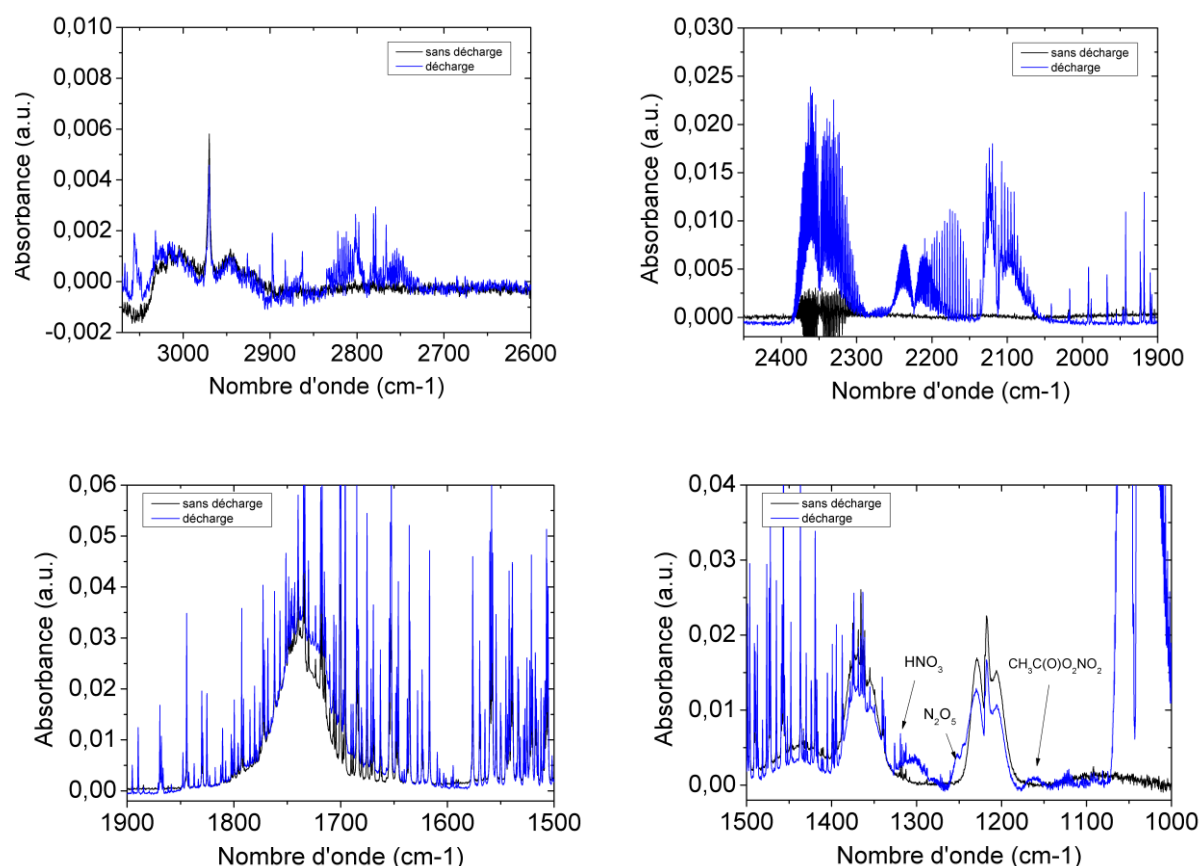 0,010
0,008
0,006
0,004
0,002
0,000
-0,002
Absorbance (a.u.)
sans décharge
décharge
3000 2900 2800 2700 2600
Nombre d'onde (cm-1)
0,030
0,025
0,020
0,015
0,010
0,005
0,000
Absorbance (a.u.)
sans décharge
décharge
2400 2300 2200 2100 2000 1900
Nombre d'onde (cm-1)
0,06
0,05
0,04
0,03
0,02
0,01
0,00
Absorbance (a.u.)
sans décharge
décharge
1900 1800 1700 1600 1500
Nombre d'onde (cm-1)
0,04
0,03
0,02
0,01
0,00
Absorbance (a.u.)
sans décharge
décharge
HNO₃
N₂O₅
CH₃C(O)O₂NO₂
1500 1400 1300 1200 1100 1000
Nombre d'onde (cm-1)